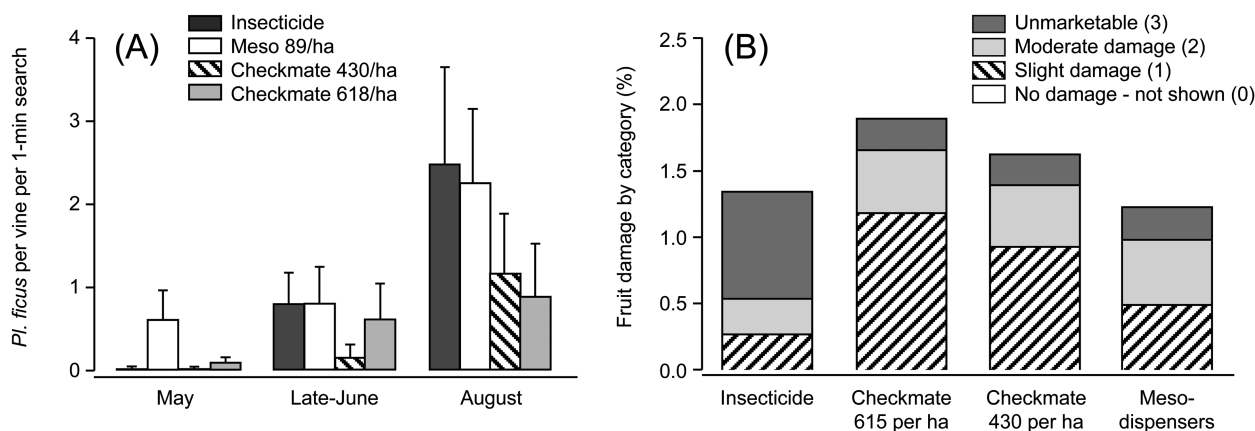 (A)
Insecticide
Meso 89/ha
Checkmate 430/ha
Checkmate 618/ha
Pl. ficus per vine per 1-min search
4
3
2
1
0
May
Late-June
August
(B)
Unmarketable (3)
Moderate damage (2)
Slight damage (1)
No damage - not shown (0)
Fruit damage by category (%)
2.5
2.0
1.5
1.0
0.5
0.0
Insecticide
Checkmate
615 per ha
Checkmate
430 per ha
Meso-
dispensers